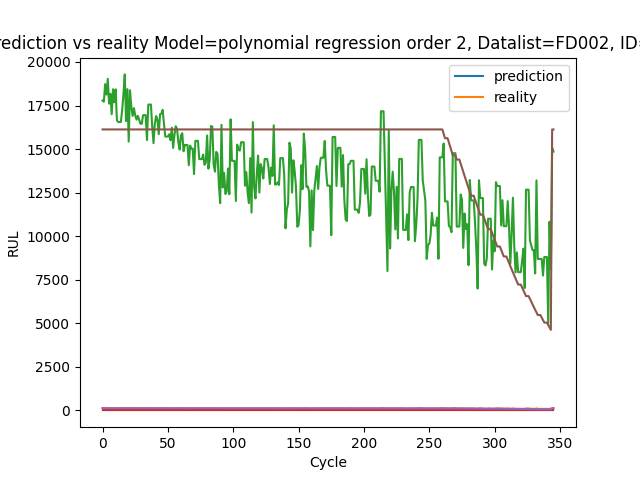 rediction vs reality Model=polynomial regression order 2, Datalist=FD002, ID=
20000
17500
15000
12500
10000
7500
5000
2500
0
RUL
prediction
reality
0 50 100 150 200 250 300 350
Cycle